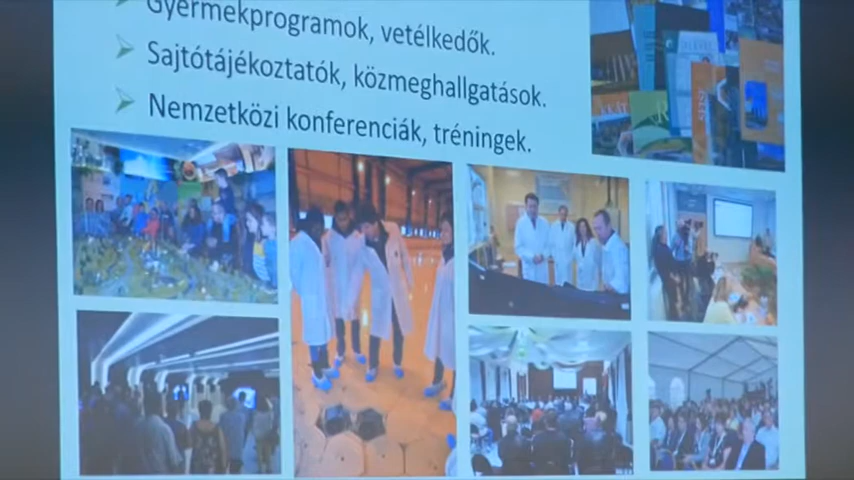 Gyermekprogramok, vetélkedők.
Sajtótájékoztatók, közmeghallgatások.
Nemzetközi konferenciák, tréningek.